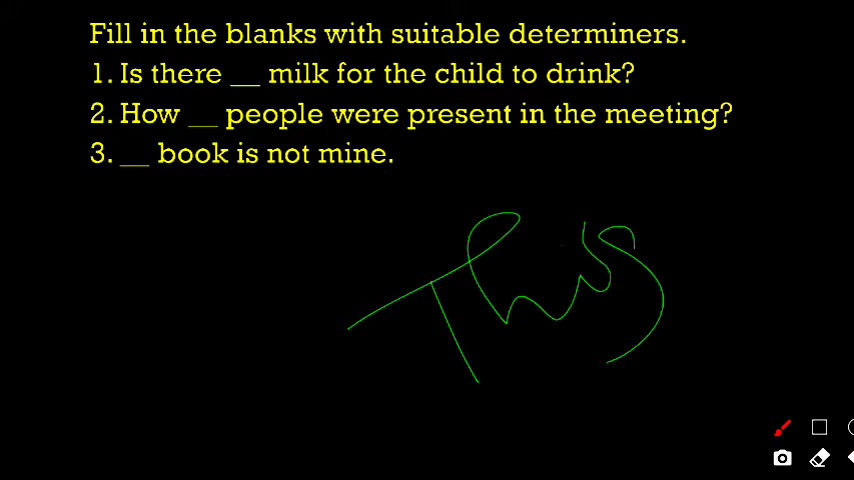 Fill in the blanks with suitable determiners.
1. Is there __ milk for the child to drink?
2. How __ people were present in the meeting?
3. __ book is not mine.
This